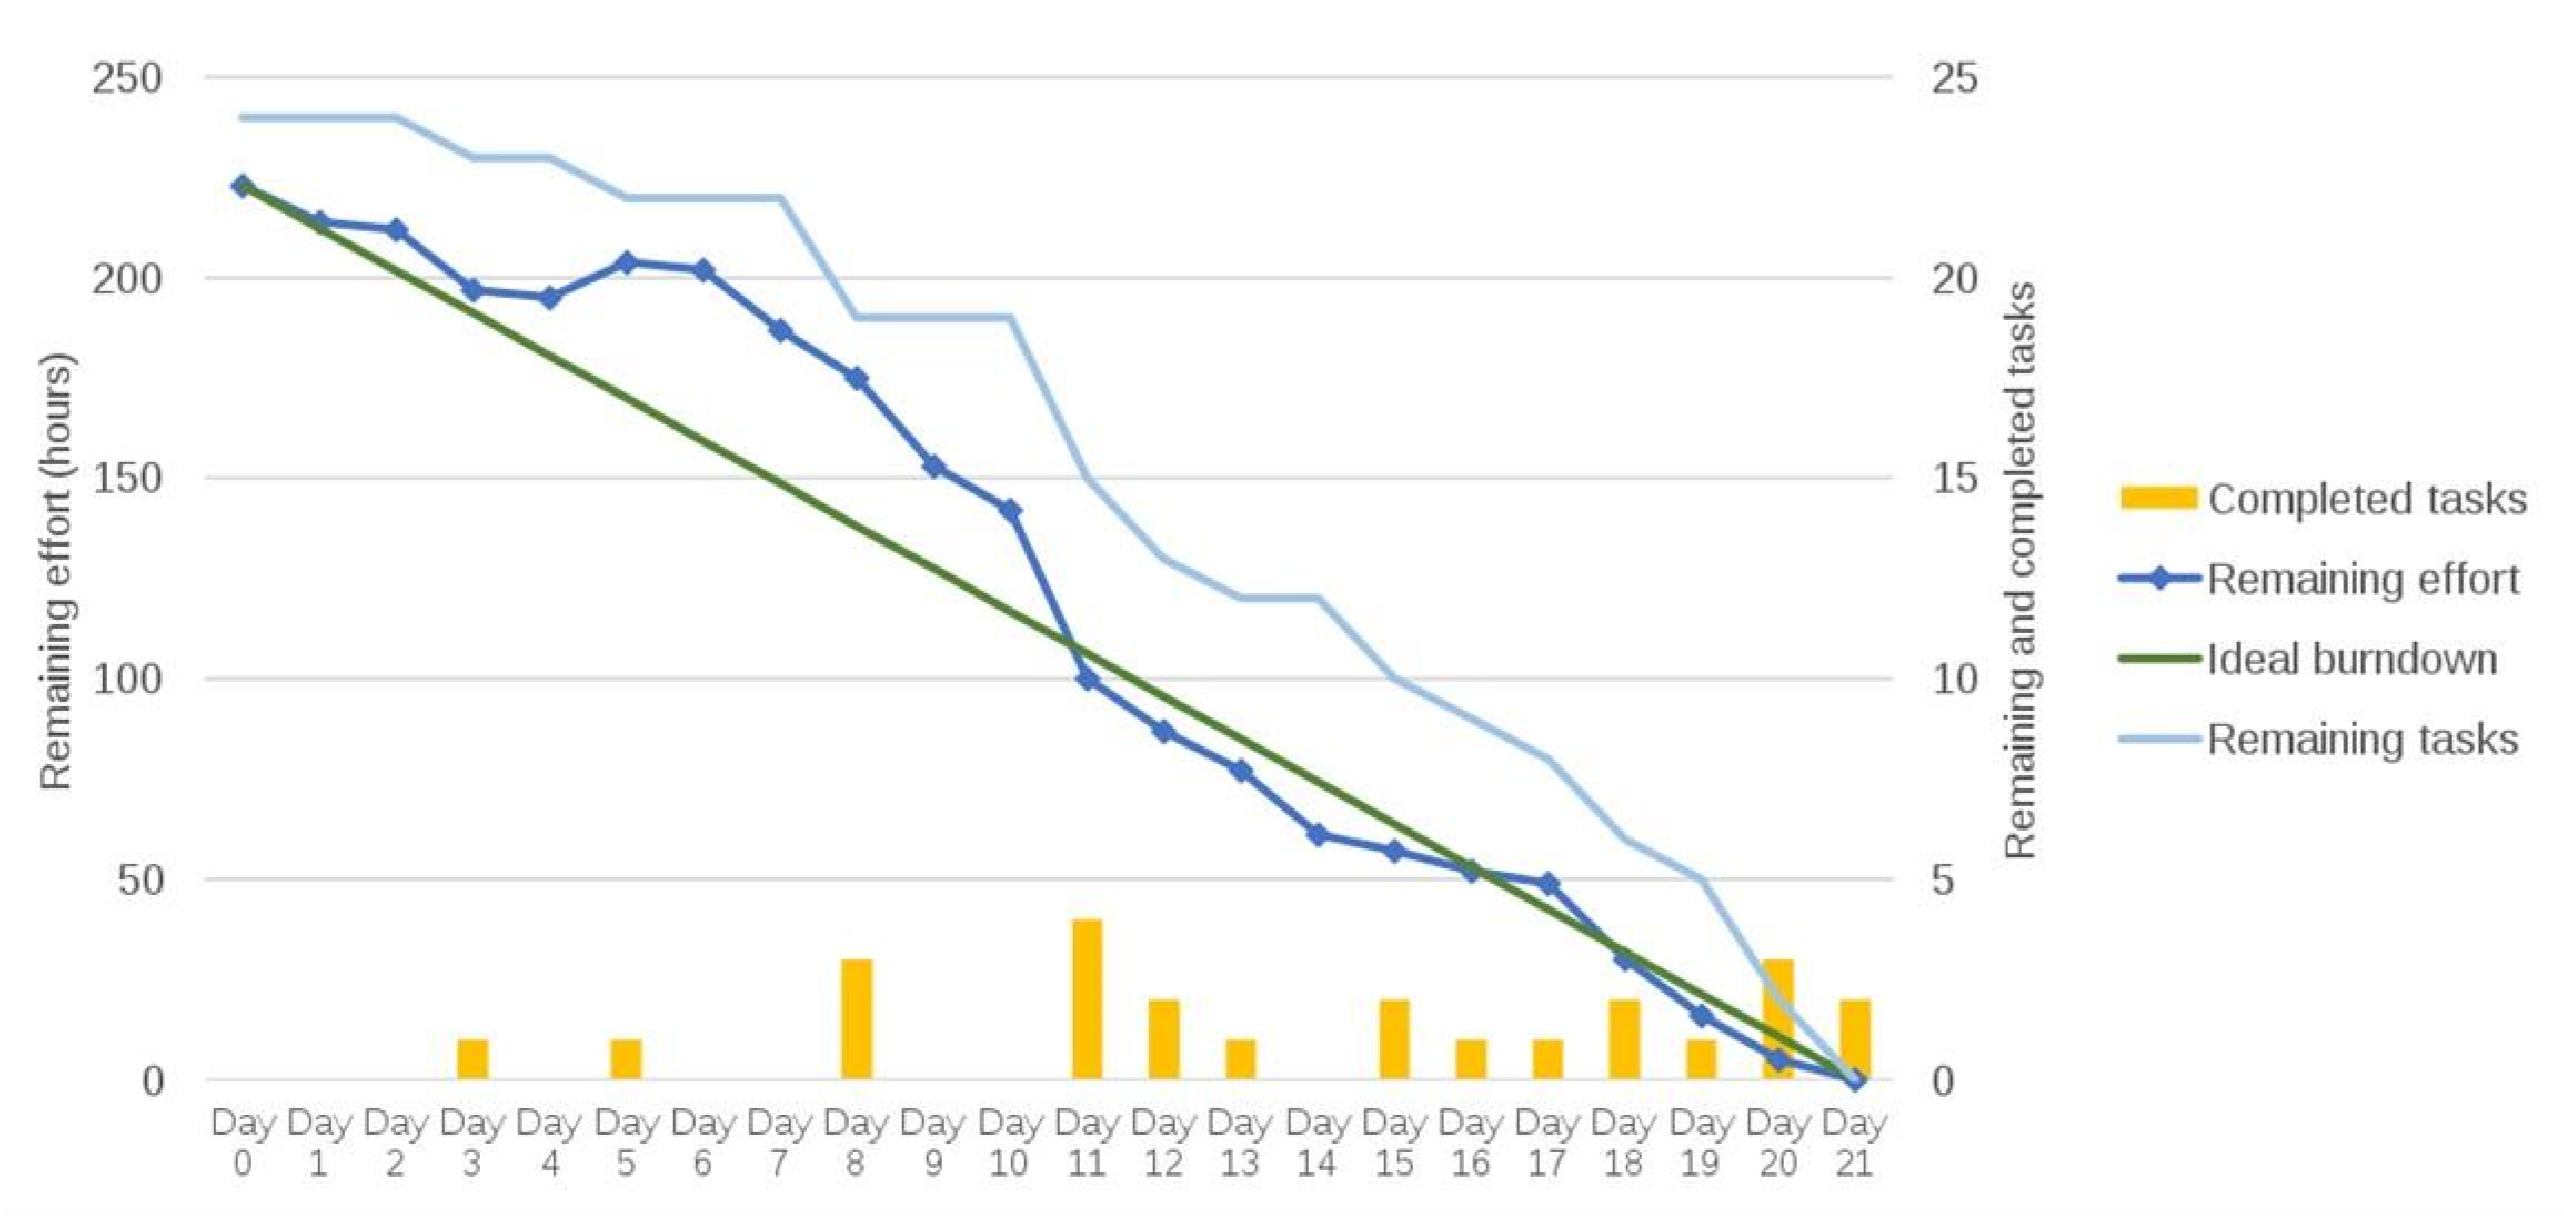 250
200
150
100
50
0
Remaining effort (hours)
25
20
15
10
5
0
Remaining and completed tasks
Day 0
Day 1
Day 2
Day 3
Day 4
Day 5
Day 6
Day 7
Day 8
Day 9
Day 10
Day 11
Day 12
Day 13
Day 14
Day 15
Day 16
Day 17
Day 18
Day 19
Day 20
Day 21
Completed tasks
Remaining effort
Ideal burndown
Remaining tasks